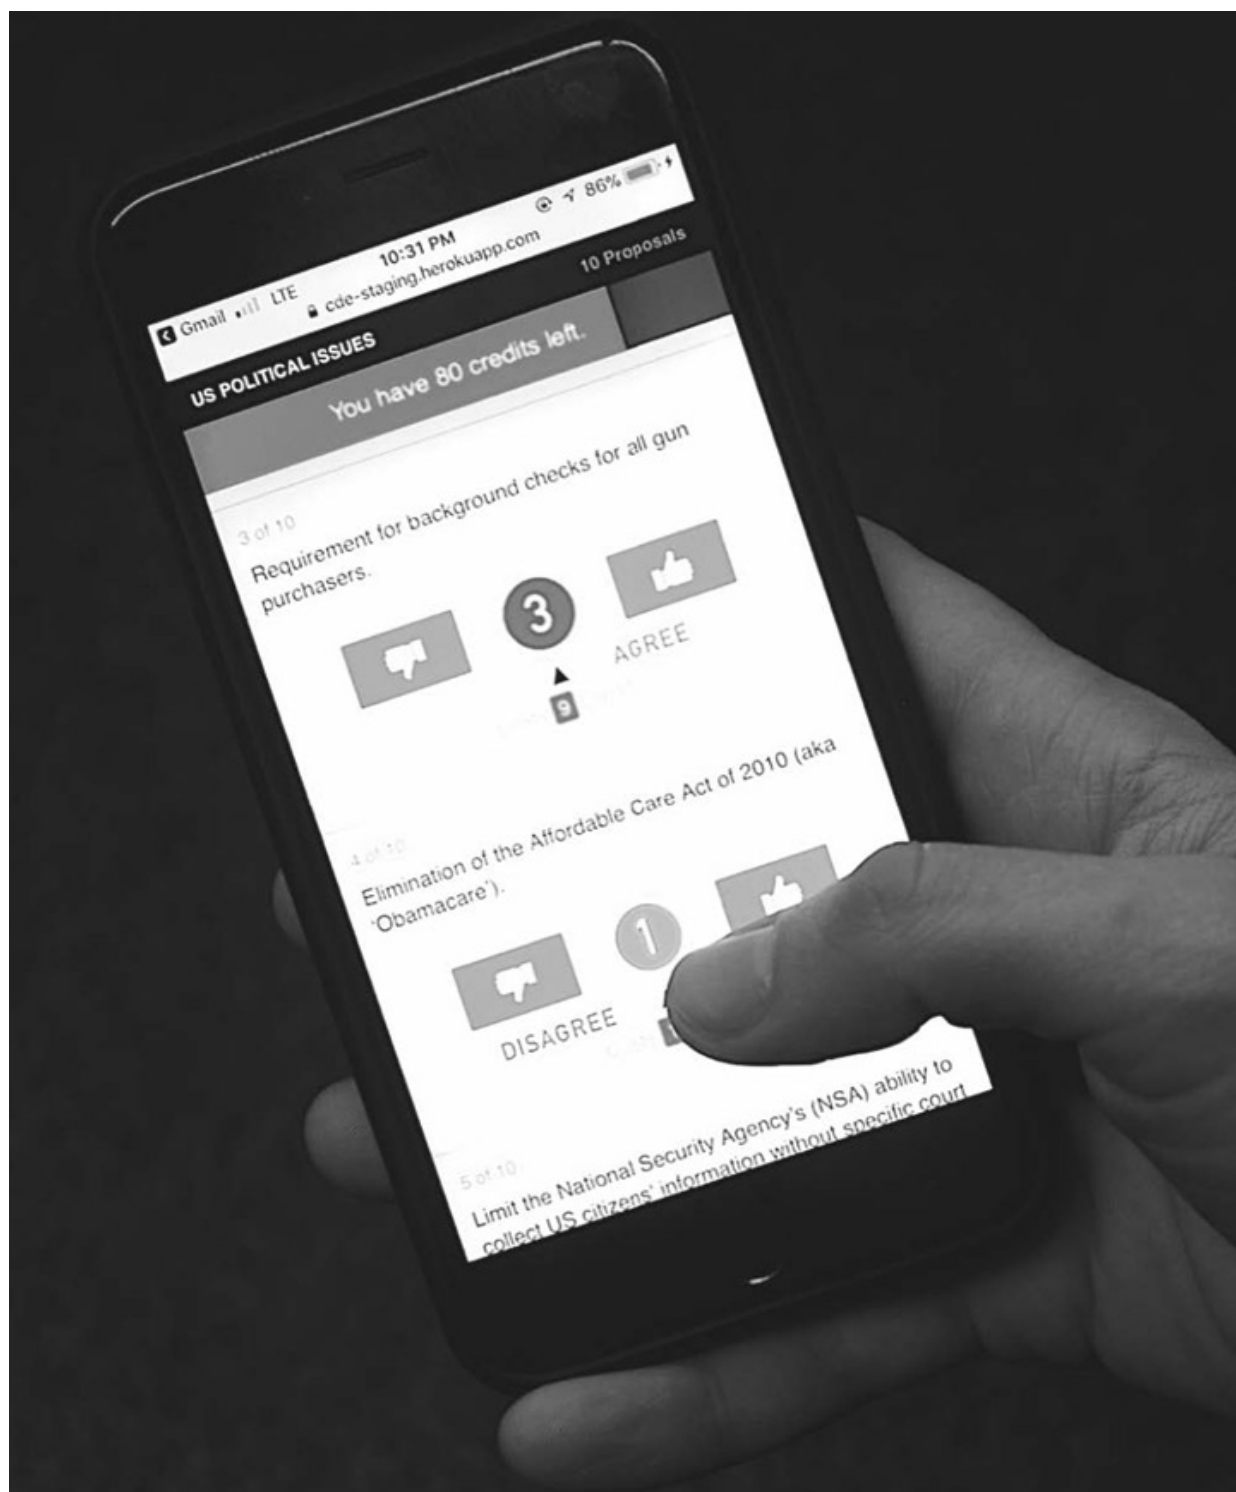 Gmail LTE 10:31 PM 86%
cde-staging.herokuapp.com
US POLITICAL ISSUES 10 Proposals
You have 80 credits left.
3 of 10
Requirement for background checks for all gun
purchasers.
3
AGREE
9
4 of 10
Elimination of the Affordable Care Act of 2010 (aka
‘Obamacare’).
1
DISAGREE
5 of 10
Limit the National Security Agency’s (NSA) ability to
collect US citizens’ information without specific court